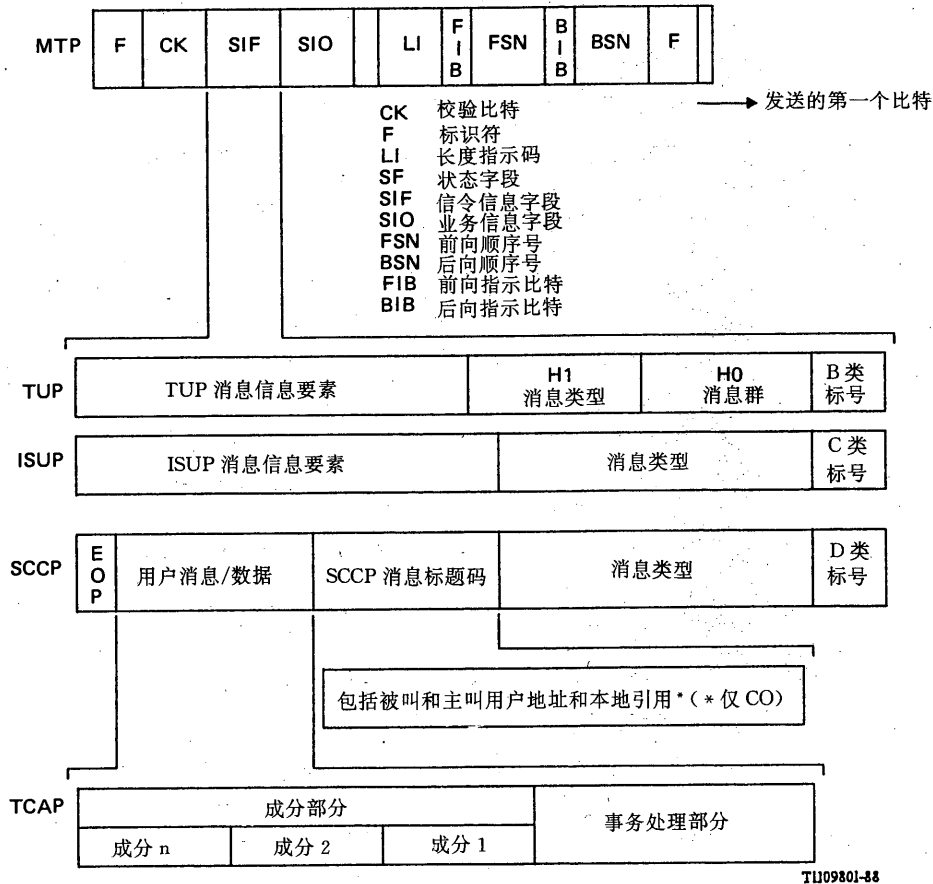 MTP F CK SIF SIO LI FIB FSN BIB BSN F
发送的第一个比特
CK 校验比特
F 标识符
LI 长度指示码
SF 状态字段
SIF 信令信息字段
SIO 业务信息字段
FSN 前向顺序号
BSN 后向顺序号
FIB 前向指示比特
BIB 后向指示比特
TUP TUP 消息信息要素 H1 消息类型 H0 消息群 B 类标号
ISUP ISUP 消息信息要素 消息类型 C 类标号
SCCP EOP 用户消息/数据 SCCP 消息标题码 消息类型 D 类标号
包括被叫和主叫用户地址和本地引用*(*仅 CO)
TCAP 成分部分 事务处理部分
成分 n 成分 2 成分 1
T1109801-88